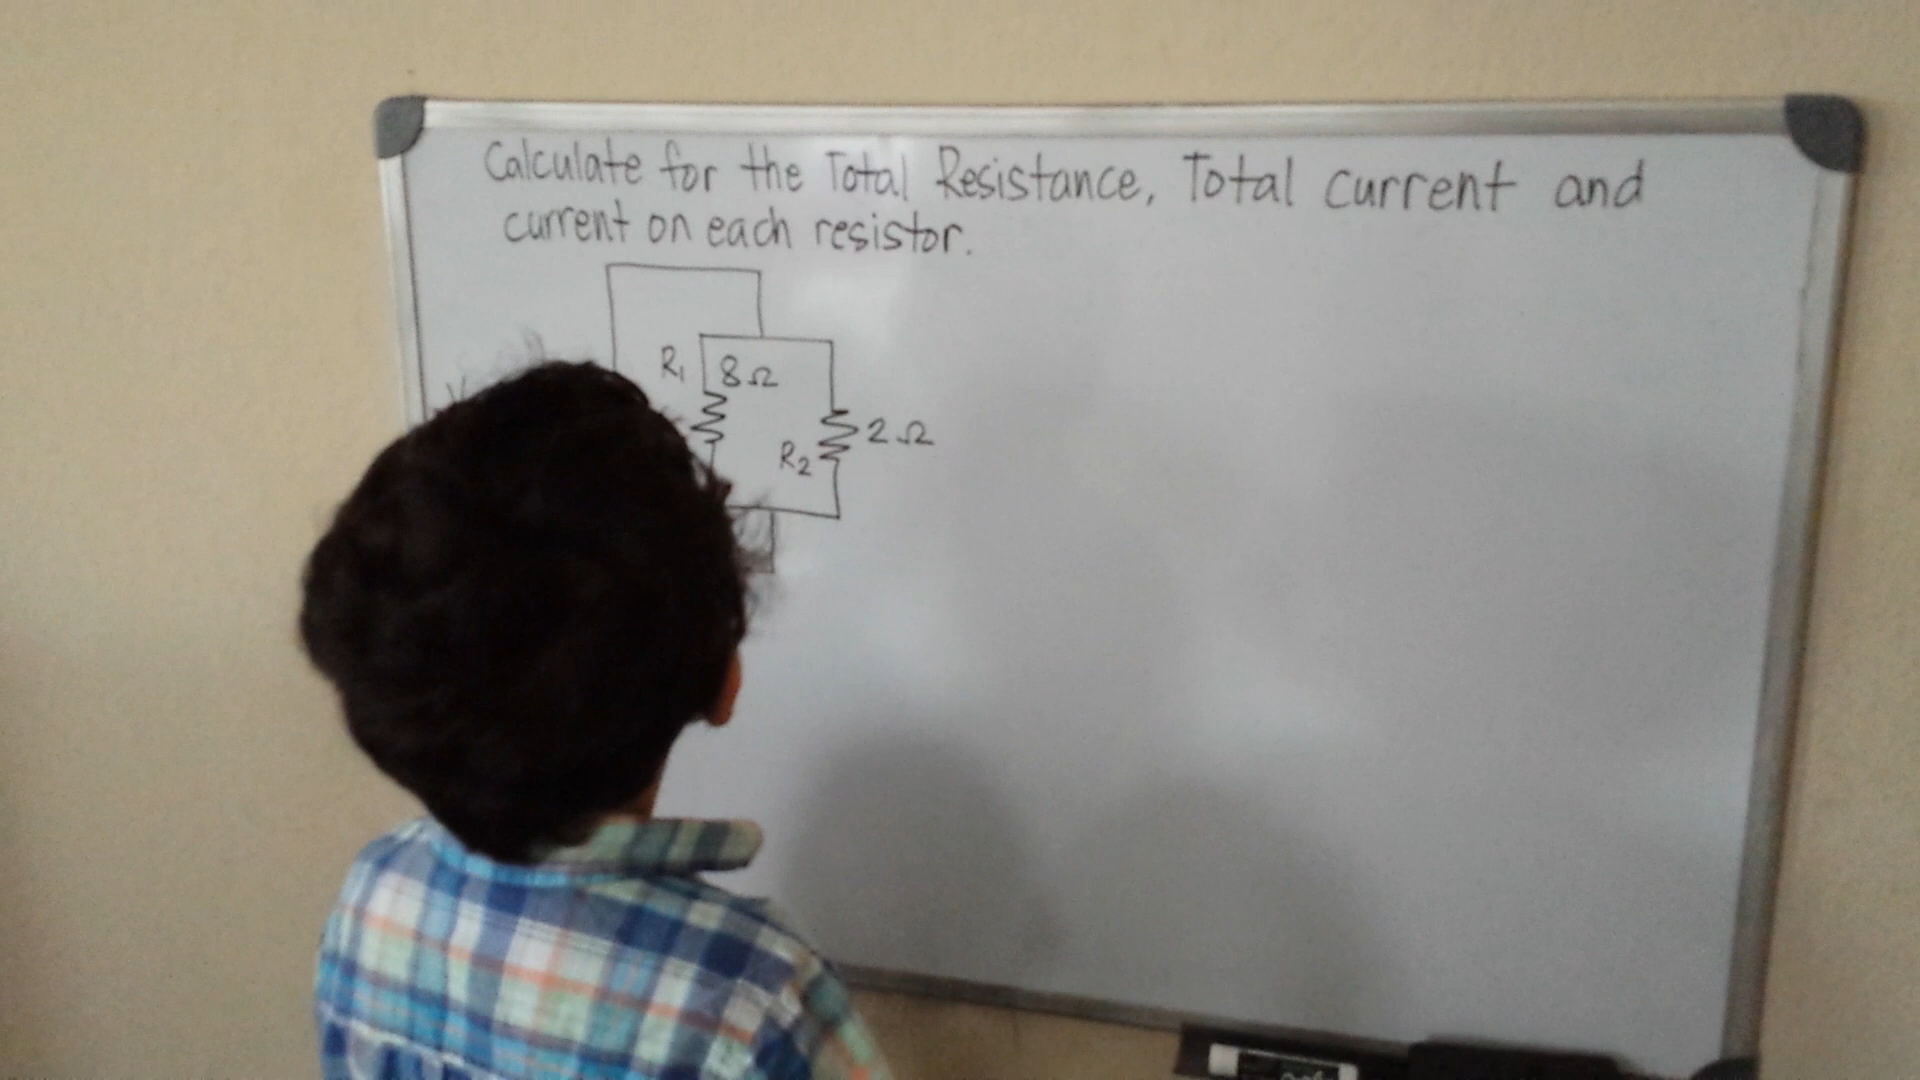 Calculate for the Total Resistance, Total current and
current on each resistor.
R₁ 8Ω
2Ω
R₂